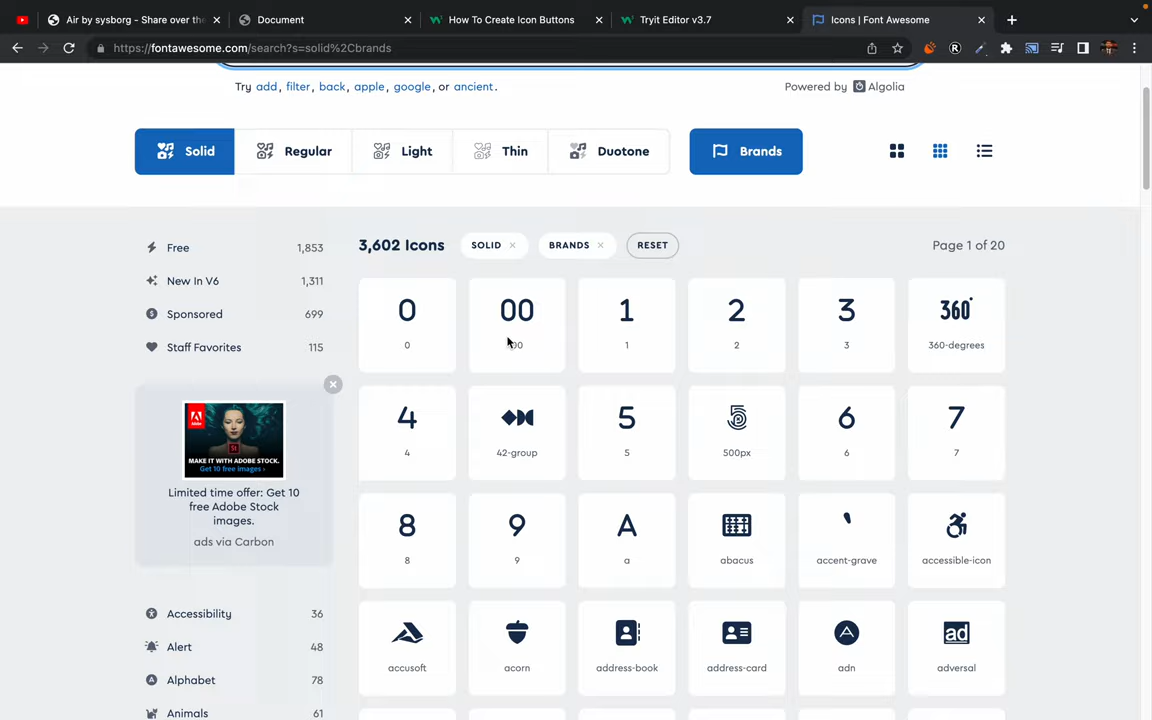 Air by sysborg - Share over the
Document
How To Create Icon Buttons
Tryit Editor v3.7
Icons | Font Awesome
https://fontawesome.com/search?s=solid%2Cbrands
Try add, filter, back, apple, google, or ancient.
Powered by Algolia
Solid
Regular
Light
Thin
Duotone
Brands
Free 1,853
New In V6 1,311
Sponsored 699
Staff Favorites 115
3,602 Icons
SOLID
BRANDS
RESET
Page 1 of 20
0 00 1 2 3 360°
0 00 1 2 3 360-degrees
4 5 6 7
4 42-group 5 500px 6 7
8 9 A
8 9 a abacus accent-grave accessible-icon
A ad
accusoft acorn address-book address-card adn adversal
Adobe
St
MAKE IT WITH ADOBE STOCK.
Get 10 free images ›
Limited time offer: Get 10
free Adobe Stock
images.
ads via Carbon
Accessibility 36
Alert 48
Alphabet 78
Animals 61